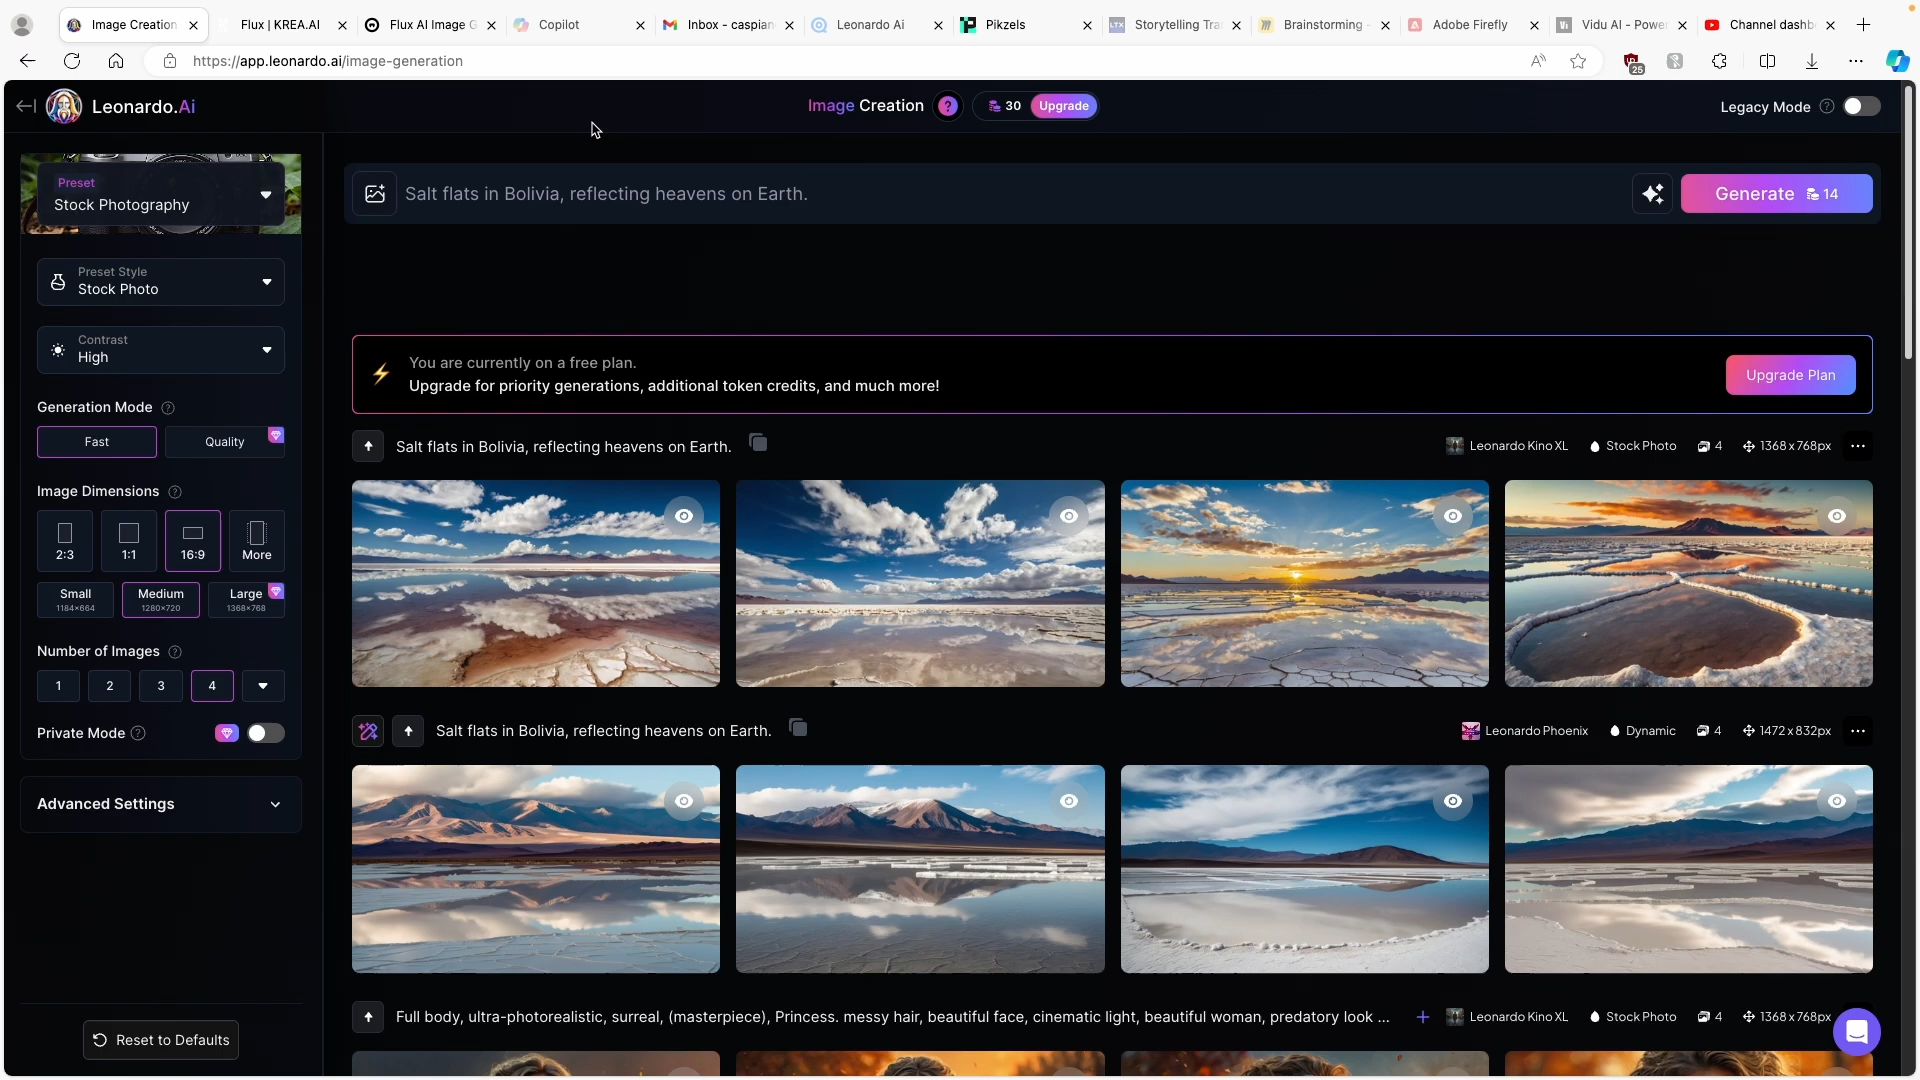 Image Creation
Flux | KREA.AI
Flux AI Image G
Copilot
Inbox - caspian
Leonardo Ai
Pikzels
LTX
Storytelling Tra
Brainstorming -
Adobe Firefly
Vidu AI - Power
Channel dashb
https://app.leonardo.ai/image-generation
25
Leonardo.Ai
Image Creation
?
30
Upgrade
Legacy Mode
Preset
Stock Photography
Salt flats in Bolivia, reflecting heavens on Earth.
Generate 14
Preset Style
Stock Photo
Contrast
High
You are currently on a free plan.
Upgrade for priority generations, additional token credits, and much more!
Upgrade Plan
Generation Mode
Fast
Quality
Salt flats in Bolivia, reflecting heavens on Earth.
Leonardo Kino XL
Stock Photo
4
1368x768px
Image Dimensions
2:3
1:1
16:9
More
Small
1184×664
Medium
1280×720
Large
1368×768
Number of Images
1
2
3
4
Private Mode
Salt flats in Bolivia, reflecting heavens on Earth.
Leonardo Phoenix
Dynamic
4
1472x832px
Advanced Settings
Full body, ultra-photorealistic, surreal, (masterpiece), Princess. messy hair, beautiful face, cinematic light, beautiful woman, predatory look ...
Leonardo Kino XL
Stock Photo
4
1368x768px
Reset to Defaults